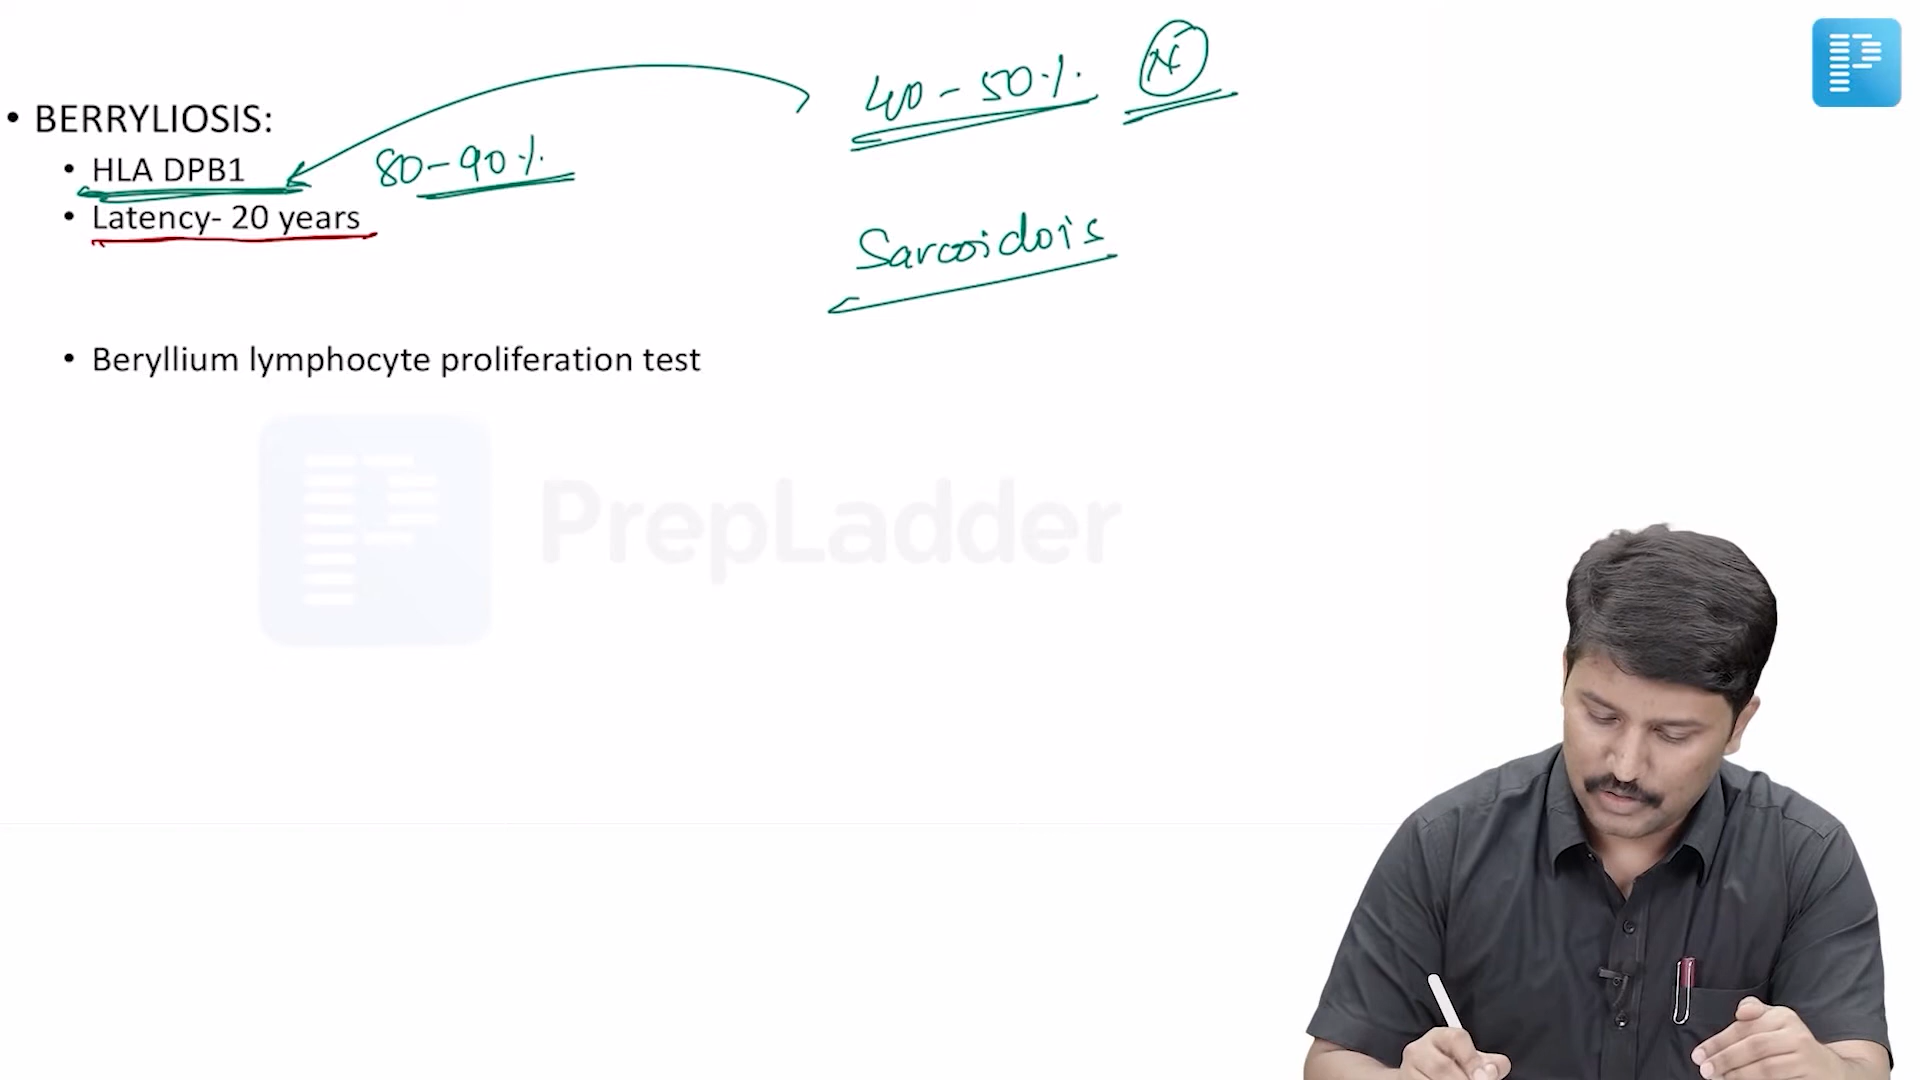 40-50%. N
• BERRYLIOSIS:
• HLA DPB1 80-90%.
• Latency- 20 years
Sarcoidois
• Beryllium lymphocyte proliferation test
PrepLadder